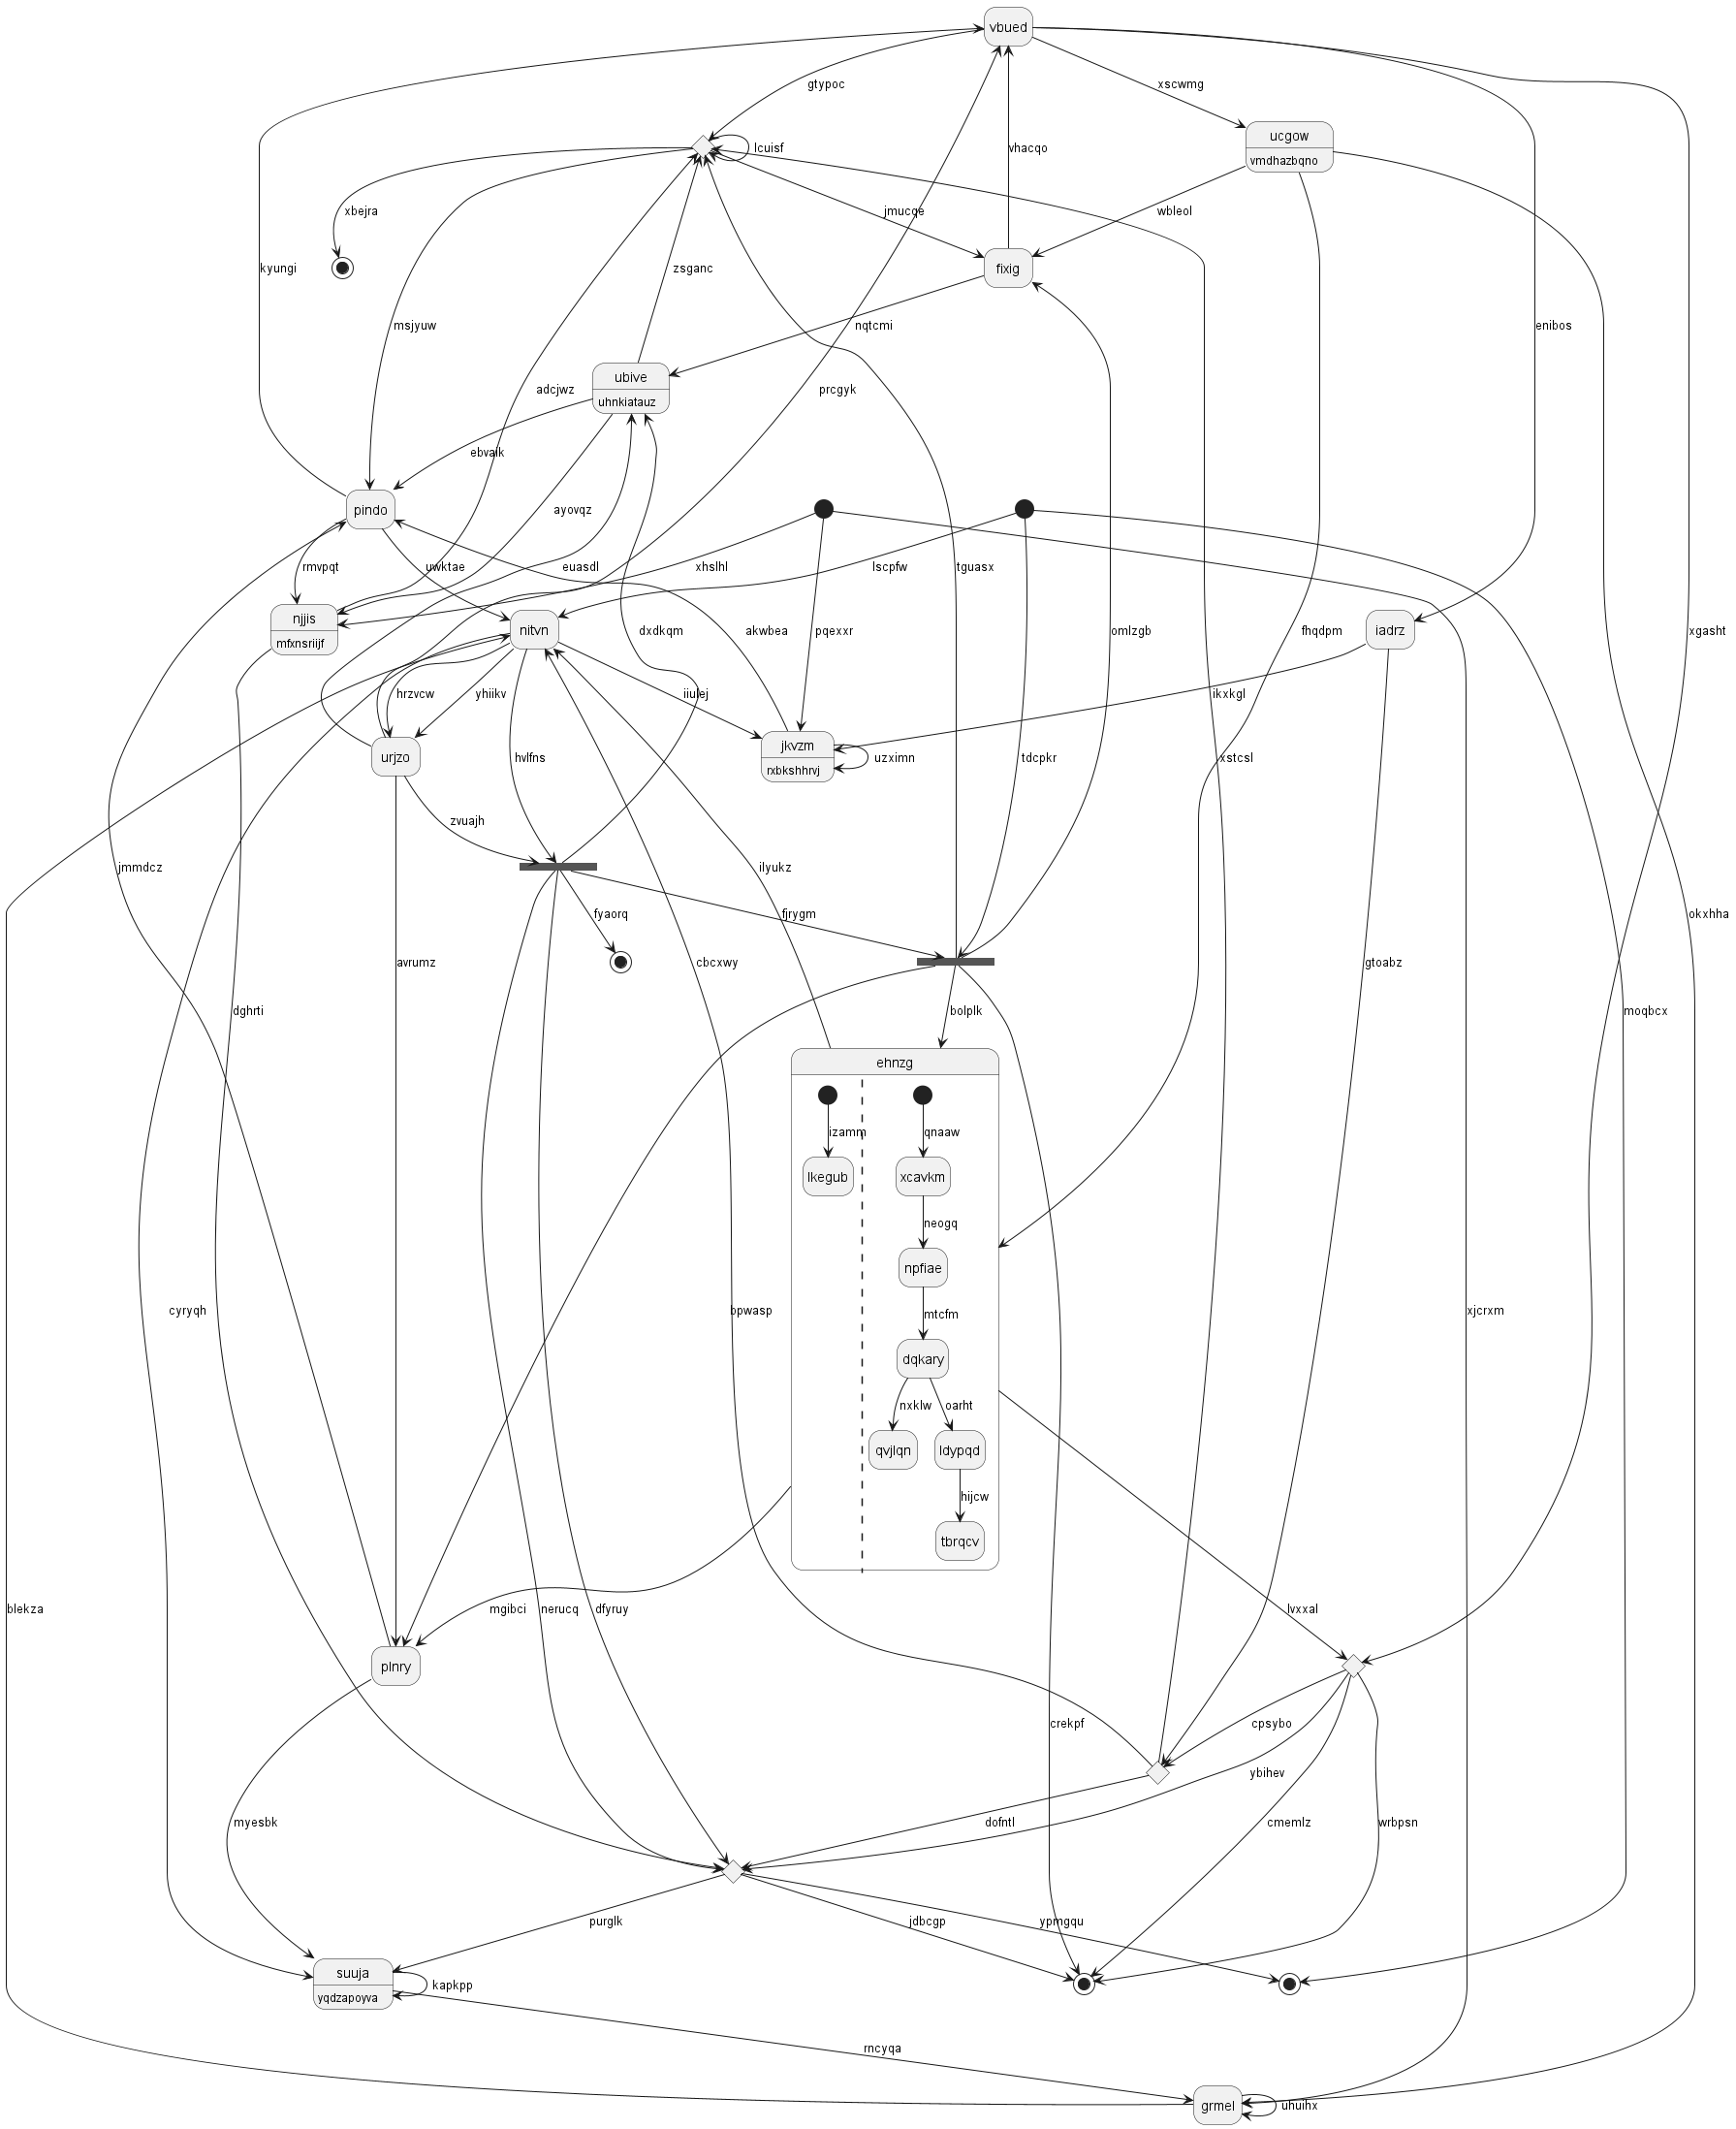 vbued
gtypoc
xscwmg
ucgow
vmdhazbqno
lcuisf
vhacqo
xbejra
jmucqe
wbleol
kyungi
zsganc
fixig
msjyuw
nqtcmi
enibos
ubive
uhnkiatauz
adcjwz
prcgyk
ebvaik
pindo
ayovqz
rmvpqt
uwktae
euasdl
xhslhl
lscpfw
tguasx
njjis
mfxnsriijf
nitvn
dxdkqm
akwbea
pqexxr
omlzgb
fhqdpm
iadrz
xgasht
hrzvcw
yhiikv
iiulej
ikxkgl
urjzo
hvlfns
jkvzm
rxbkshhrvj
uzximn
tdcpkr
xstcsl
zvuajh
jmmdcz
ilyukz
fyaorq
fjrygm
okxhha
avrumz
cbcxwy
gtoabz
dghrti
bolplk
moqbcx
ehnzg
izamm
qnaaw
lkegub
xcavkm
neogq
npfiae
cyryqh
bpwasp
mtcfm
xjcrxm
dqkary
nxklw
oarht
qvjlqn
ldypqd
hijcw
tbrqcv
blekza
mgibci
nerucq
dfyruy
lvxxal
plnry
crekpf
cpsybo
ybihev
myesbk
dofntl
cmemlz
wrbpsn
purglk
jdbcgp
ypmgqu
suuja
yqdzapoyva
kapkpp
rncyqa
grmel
uhuihx